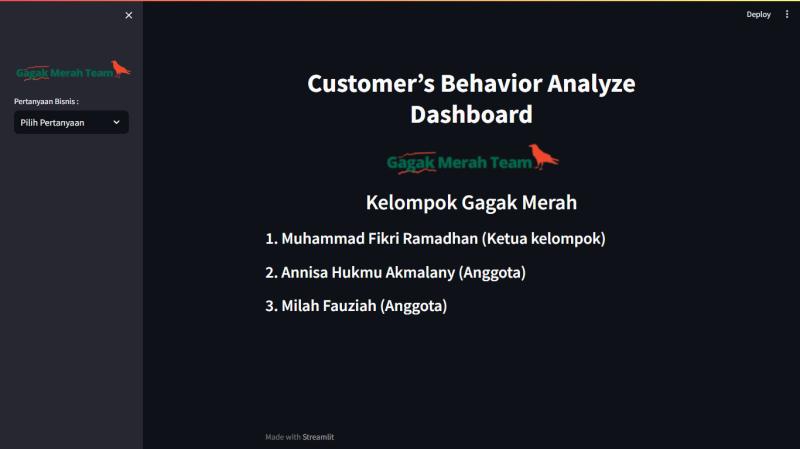 Deploy
Gagak Merah Team
Pertanyaan Bisnis :
Pilih Pertanyaan
Customer’s Behavior Analyze
Dashboard
Gagak Merah Team
Kelompok Gagak Merah
1. Muhammad Fikri Ramadhan (Ketua kelompok)
2. Annisa Hukmu Akmalany (Anggota)
3. Milah Fauziah (Anggota)
Made with Streamlit